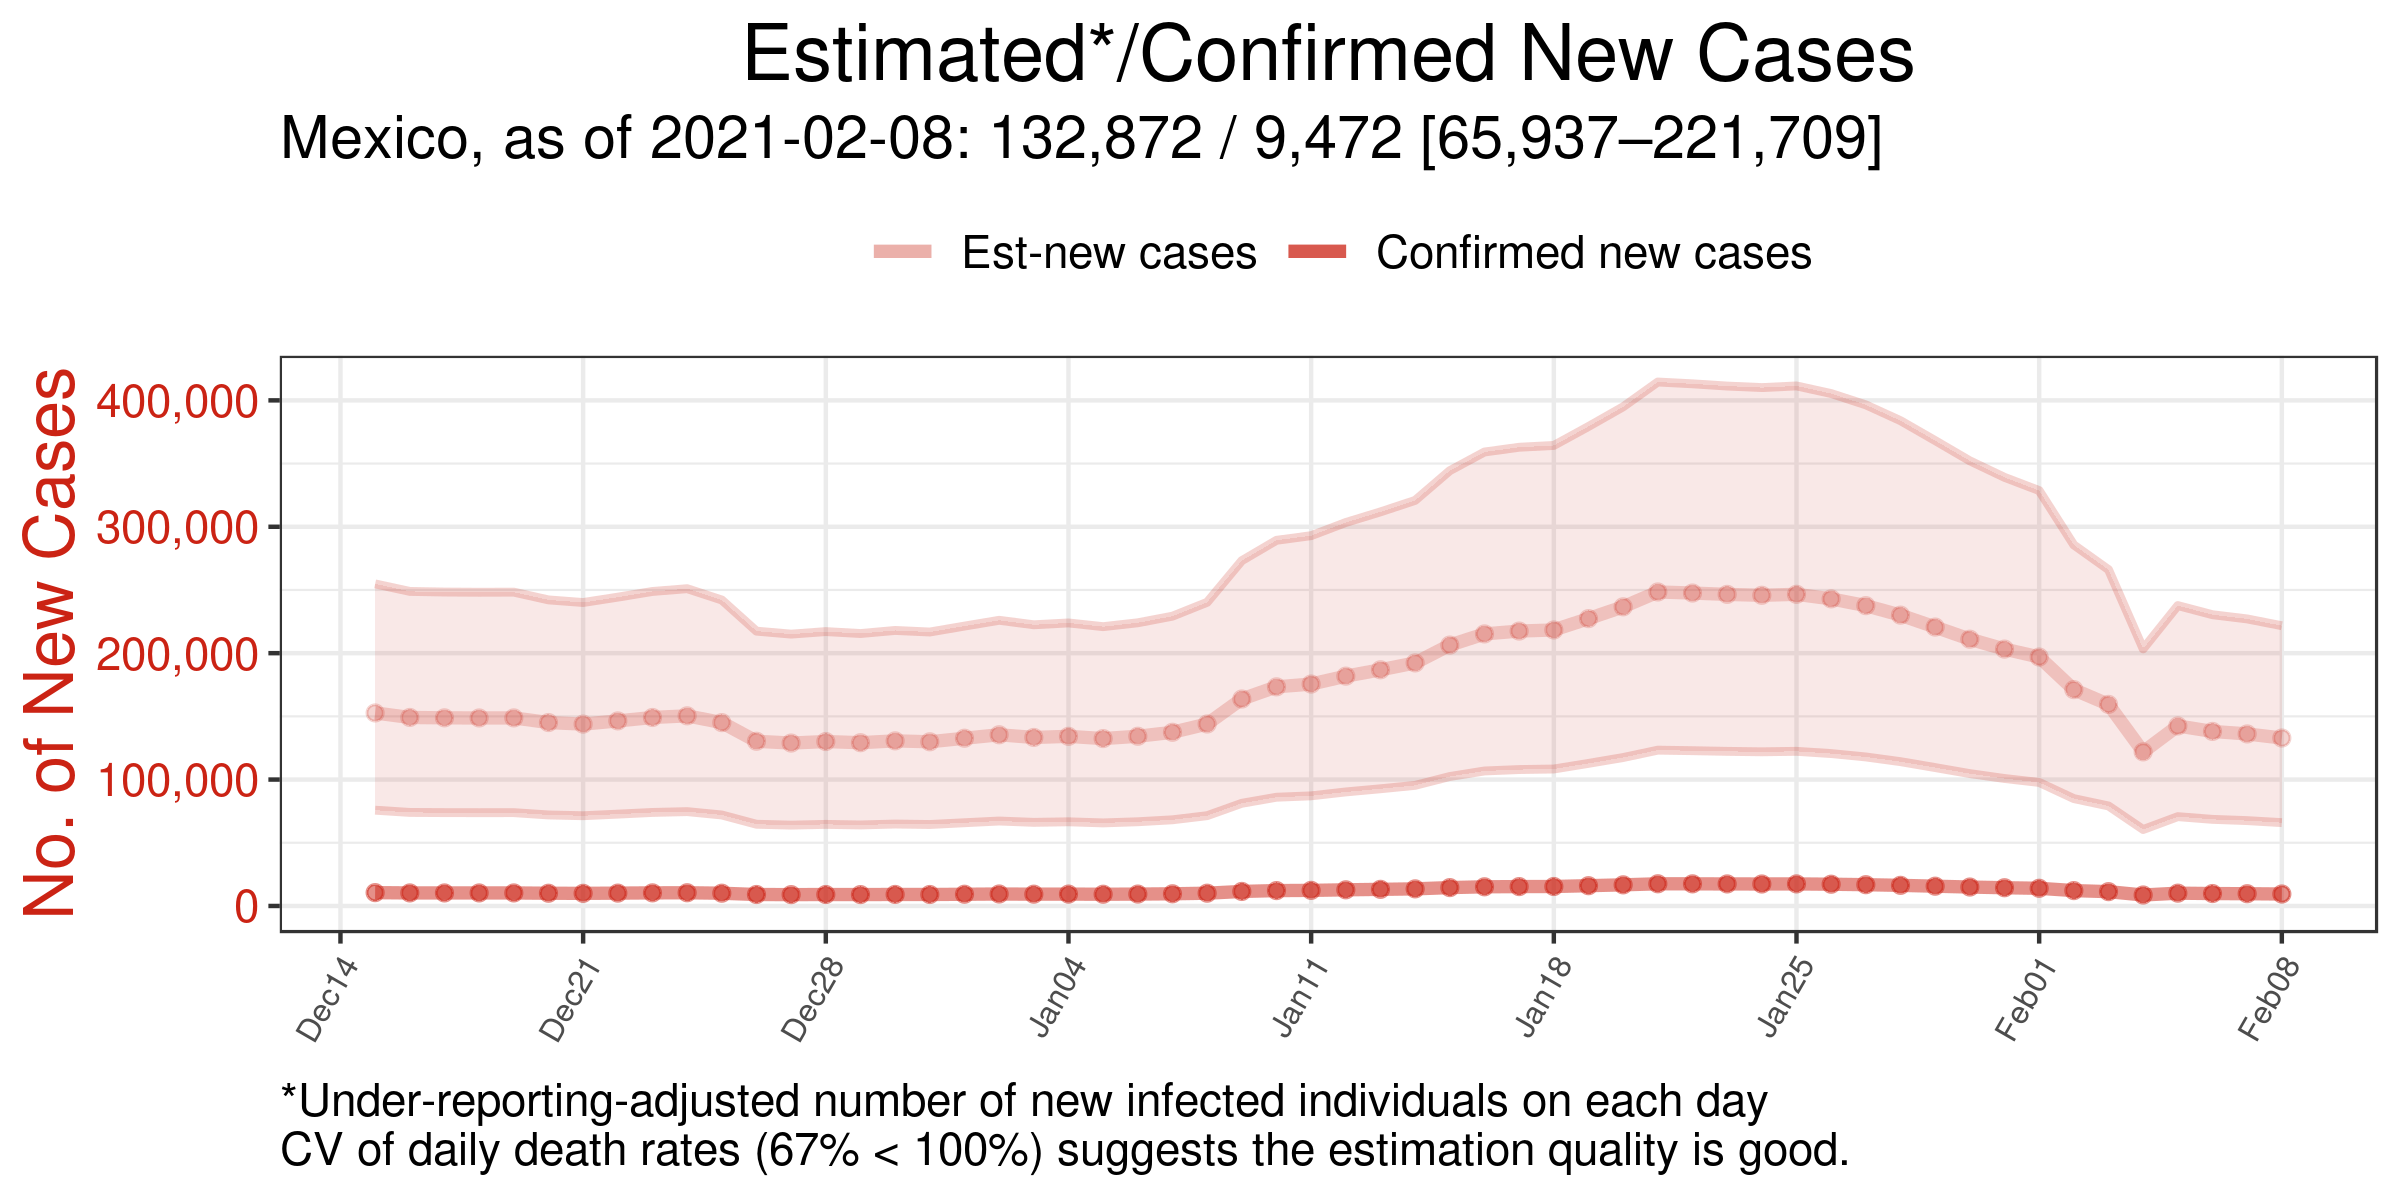 Estimated*/Confirmed New Cases
Mexico, as of 2021-02-08: 132,872 / 9,472 [65,937–221,709]
Est-new cases
Confirmed new cases
No. of New Cases
400,000
300,000
200,000
100,000
0
Dec14
Dec21
Dec28
Jan04
Jan11
Jan18
Jan25
Feb01
Feb08
*Under-reporting-adjusted number of new infected individuals on each day
CV of daily death rates (67% < 100%) suggests the estimation quality is good.